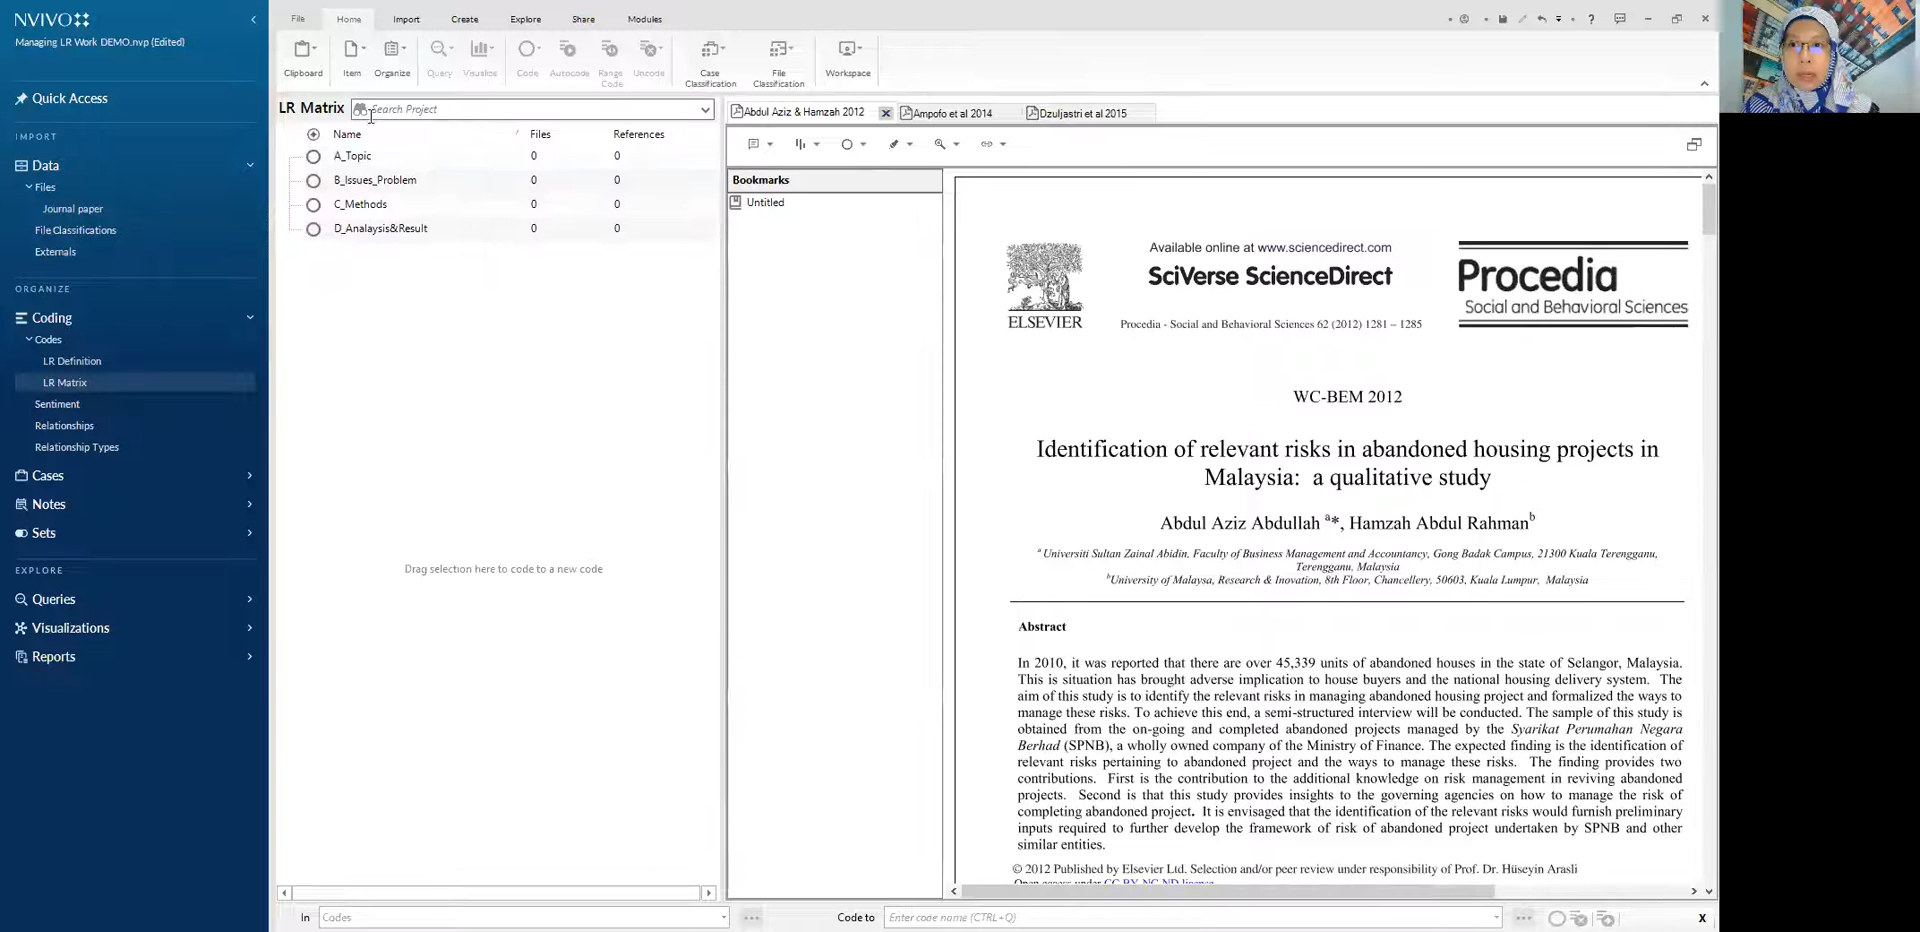 NVIVO
Managing LR Work DEMO.nvp (Edited)
Quick Access
IMPORT
Data
Files
Journal paper
File Classifications
Externals
ORGANIZE
Coding
Codes
LR Definition
LR Matrix
Sentiment
Relationships
Relationship Types
Cases
Notes
Sets
EXPLORE
Queries
Visualizations
Reports
File Home Import Create Explore Share Modules
Clipboard Item Organize Query Visualize Code Autocode Range Code Uncode Case Classification File Classification Workspace
LR Matrix Search Project
Name Files References
A_Topic 0 0
B_Issues_Problem 0 0
C_Methods 0 0
D_Analaysis&Result 0 0
Drag selection here to code to a new code
Abdul Aziz & Hamzah 2012 Ampofo et al 2014 Dzuljastri et al 2015
Bookmarks
Untitled
ELSEVIER
Available online at www.sciencedirect.com
SciVerse ScienceDirect
Procedia - Social and Behavioral Sciences 62 (2012) 1281 – 1285
Procedia
Social and Behavioral Sciences
WC-BEM 2012
Identification of relevant risks in abandoned housing projects in
Malaysia: a qualitative study
Abdul Aziz Abdullah a*, Hamzah Abdul Rahman b
a Universiti Sultan Zainal Abidin, Faculty of Business Management and Accountancy, Gong Badak Campus, 21300 Kuala Terengganu,
Terengganu, Malaysia
b University of Malaysa, Research & Inovation, 8th Floor, Chancellery, 50603, Kuala Lumpur, Malaysia
Abstract
In 2010, it was reported that there are over 45,339 units of abandoned houses in the state of Selangor, Malaysia.
This is situation has brought adverse implication to house buyers and the national housing delivery system. The
aim of this study is to identify the relevant risks in managing abandoned housing project and formalized the ways to
manage these risks. To achieve this end, a semi-structured interview will be conducted. The sample of this study is
obtained from the on-going and completed abandoned projects managed by the Syarikat Perumahan Negara
Berhad (SPNB), a wholly owned company of the Ministry of Finance. The expected finding is the identification of
relevant risks pertaining to abandoned project and the ways to manage these risks. The finding provides two
contributions. First is the contribution to the additional knowledge on risk management in reviving abandoned
projects. Second is that this study provides insights to the governing agencies on how to manage the risk of
completing abandoned project. It is envisaged that the identification of the relevant risks would furnish preliminary
inputs required to further develop the framework of risk of abandoned project undertaken by SPNB and other
similar entities.
© 2012 Published by Elsevier Ltd. Selection and/or peer review under responsibility of Prof. Dr. Hüseyin Arasli
Open access under CC BY-NC-ND license.
In Codes Code to Enter code name (CTRL+Q) X